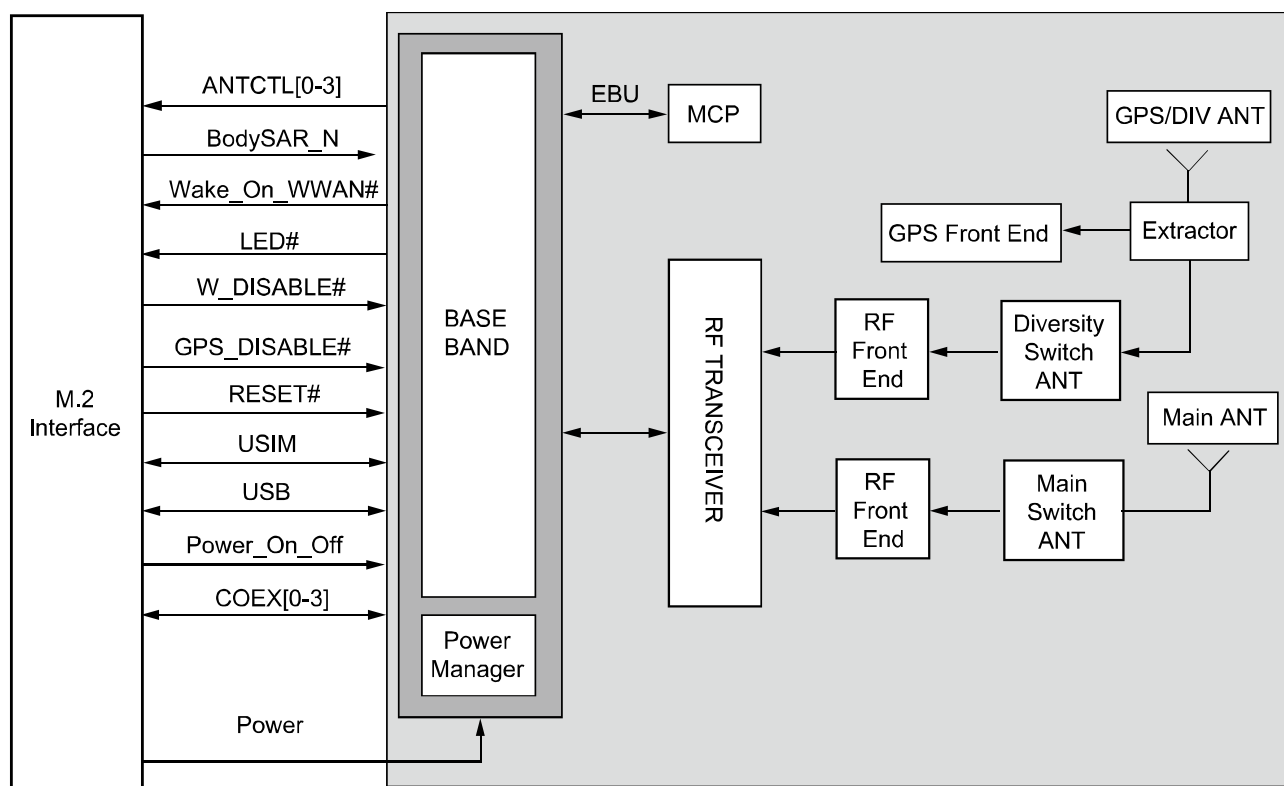 M.2
Interface
ANTCTL[0-3]
BodySAR_N
Wake_On_WWAN#
LED#
W_DISABLE#
GPS_DISABLE#
RESET#
USIM
USB
Power_On_Off
COEX[0-3]
Power
BASE
BAND
Power
Manager
EBU
MCP
RF TRANSCEIVER
GPS/DIV ANT
GPS Front End
Extractor
RF
Front
End
Diversity
Switch
ANT
Main ANT
RF
Front
End
Main
Switch
ANT